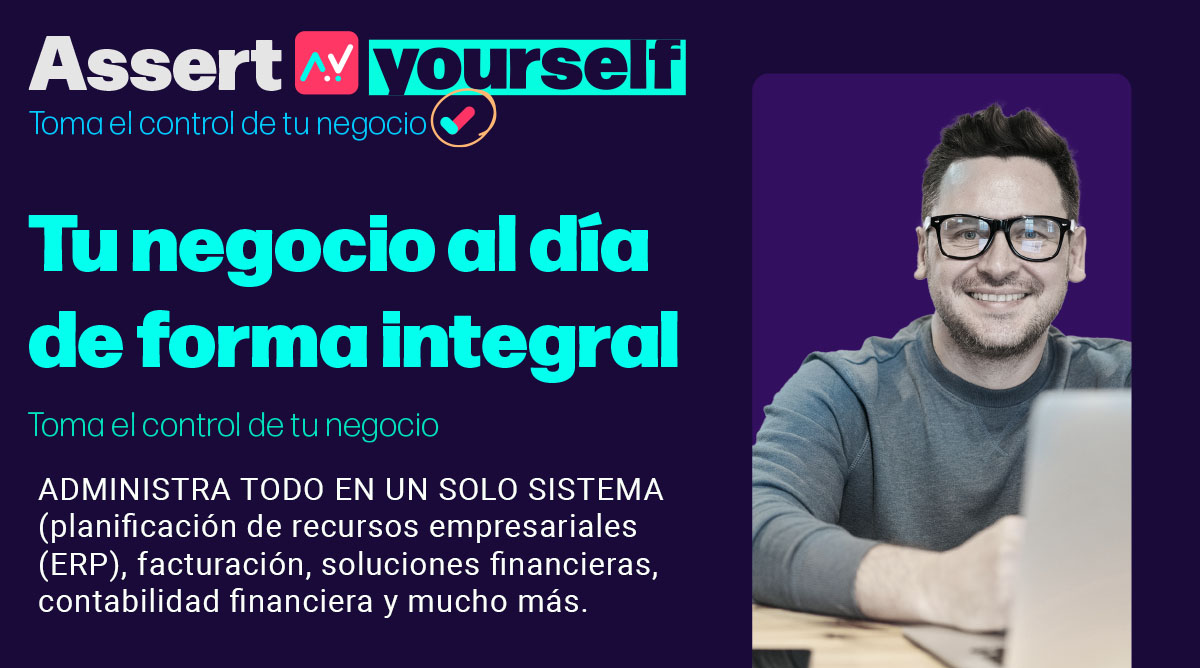 Assert yourself
Toma el control de tu negocio
Tu negocio al día
de forma integral
Toma el control de tu negocio
ADMINISTRA TODO EN UN SOLO SISTEMA
(planificación de recursos empresariales
(ERP), facturación, soluciones financieras,
contabilidad financiera y mucho más.